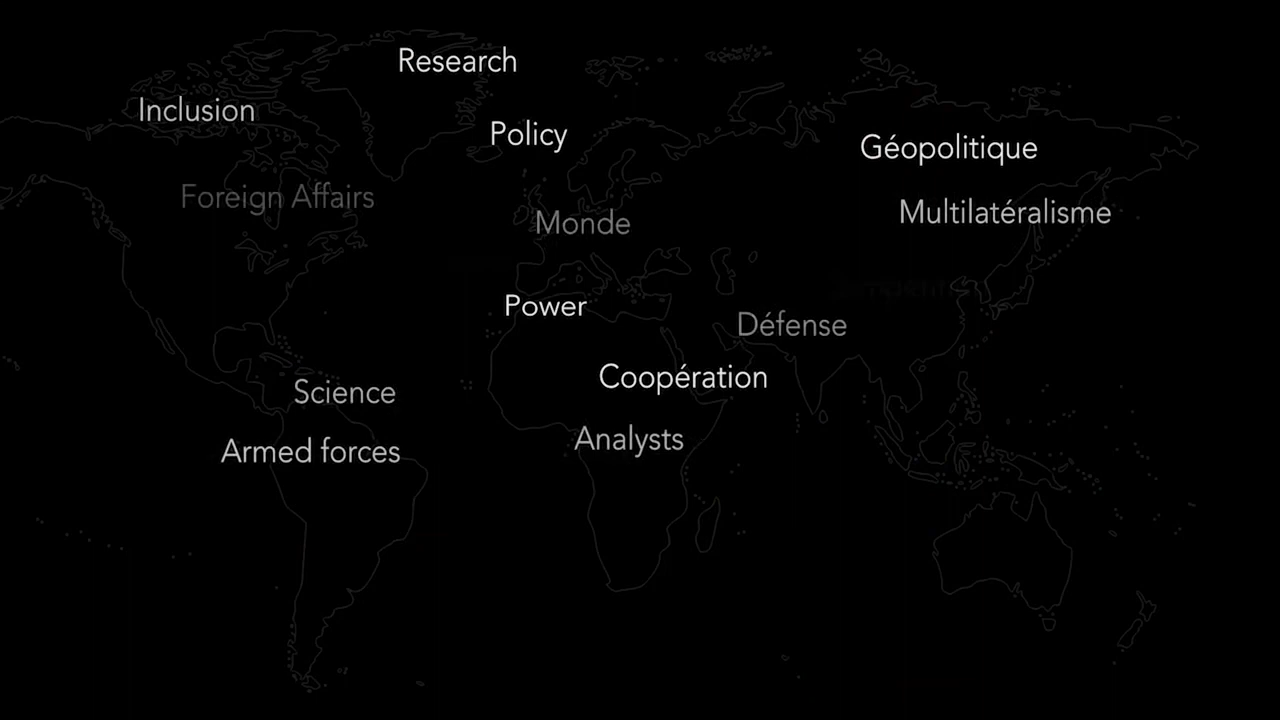 Research
Inclusion
Policy
Géopolitique
Foreign Affairs
Multilatéralisme
Monde
Power
Défense
Coopération
Science
Analysts
Armed forces